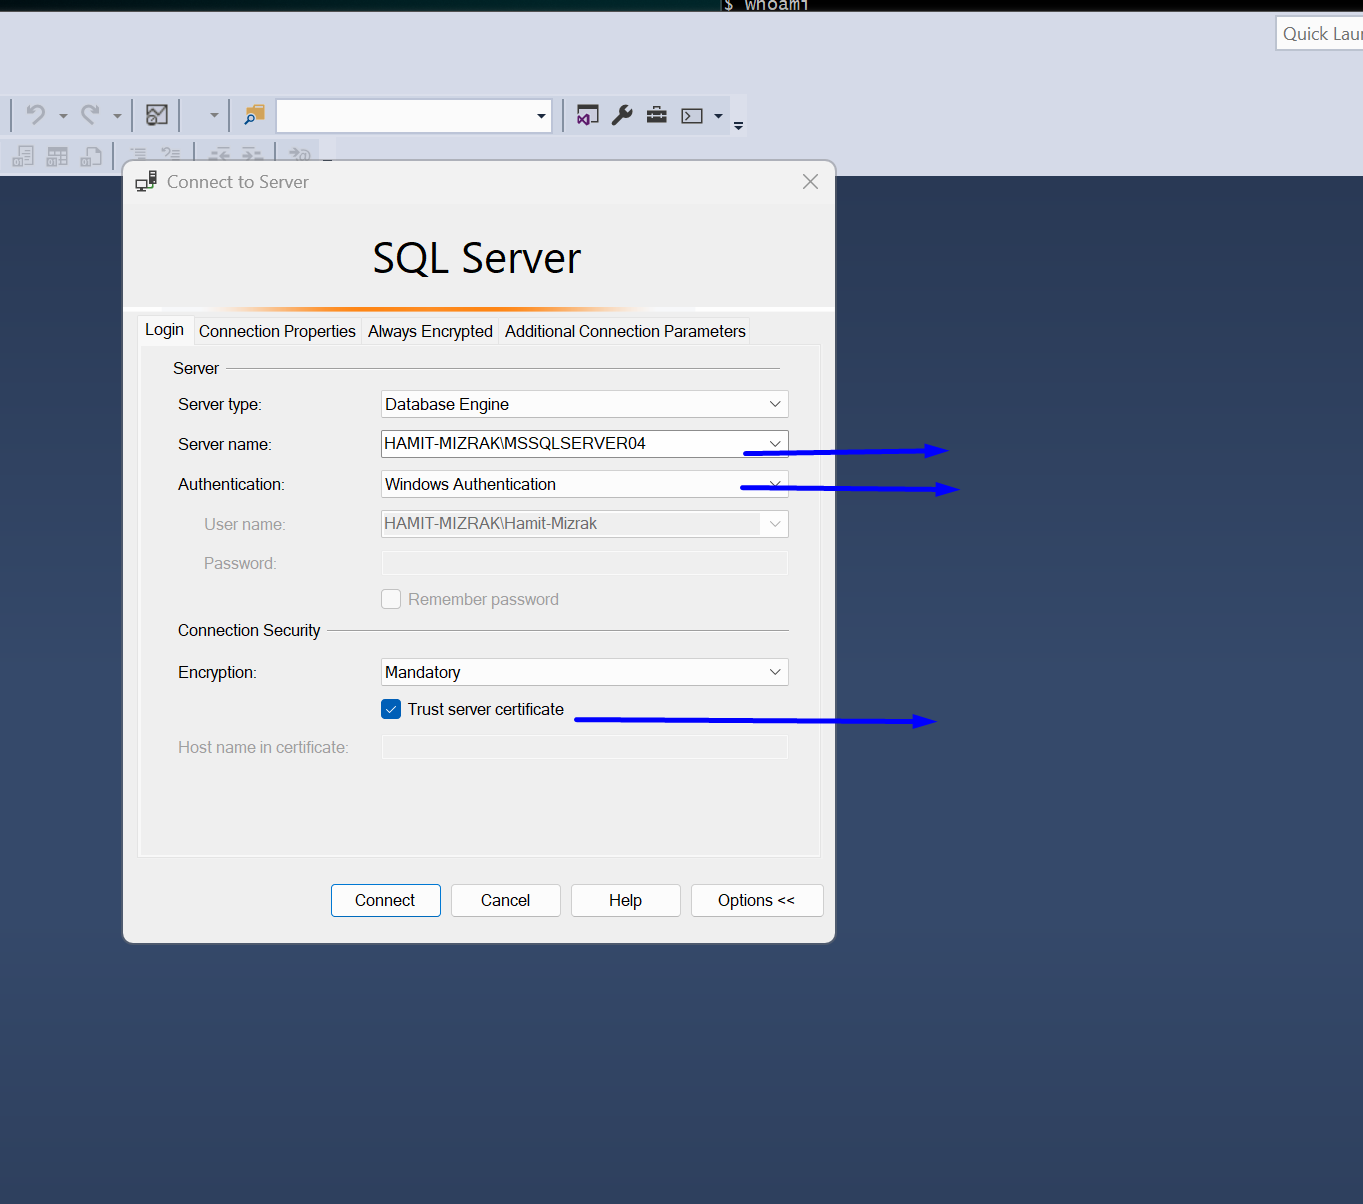 $ whoami
Quick Lau
Connect to Server
SQL Server
Login Connection Properties Always Encrypted Additional Connection Parameters
Server
Server type: Database Engine
Server name: HAMIT-MIZRAK\MSSQLSERVER04
Authentication: Windows Authentication
User name: HAMIT-MIZRAK\Hamit-Mizrak
Password:
Remember password
Connection Security
Encryption: Mandatory
Trust server certificate
Host name in certificate:
Connect Cancel Help Options <<